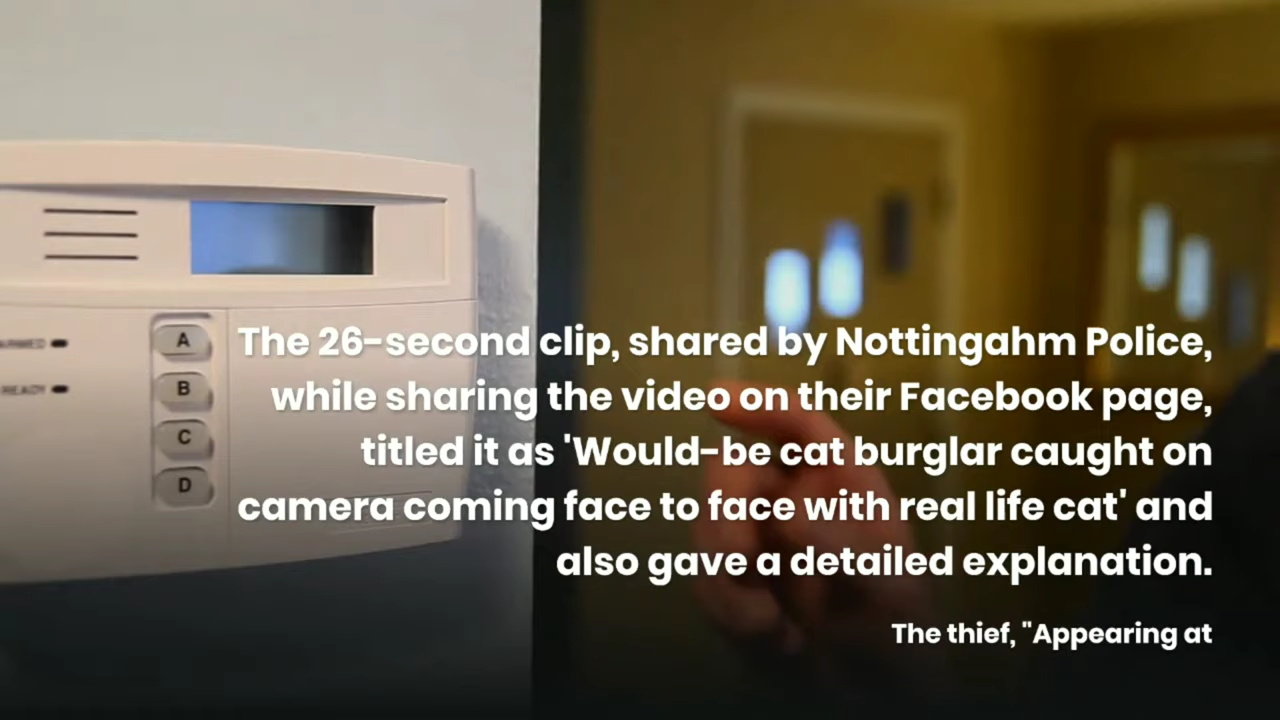 ARMED
READY
A
B
C
D
The 26-second clip, shared by Nottingahm Police,
while sharing the video on their Facebook page,
titled it as 'Would-be cat burglar caught on
camera coming face to face with real life cat' and
also gave a detailed explanation.
The thief, "Appearing at